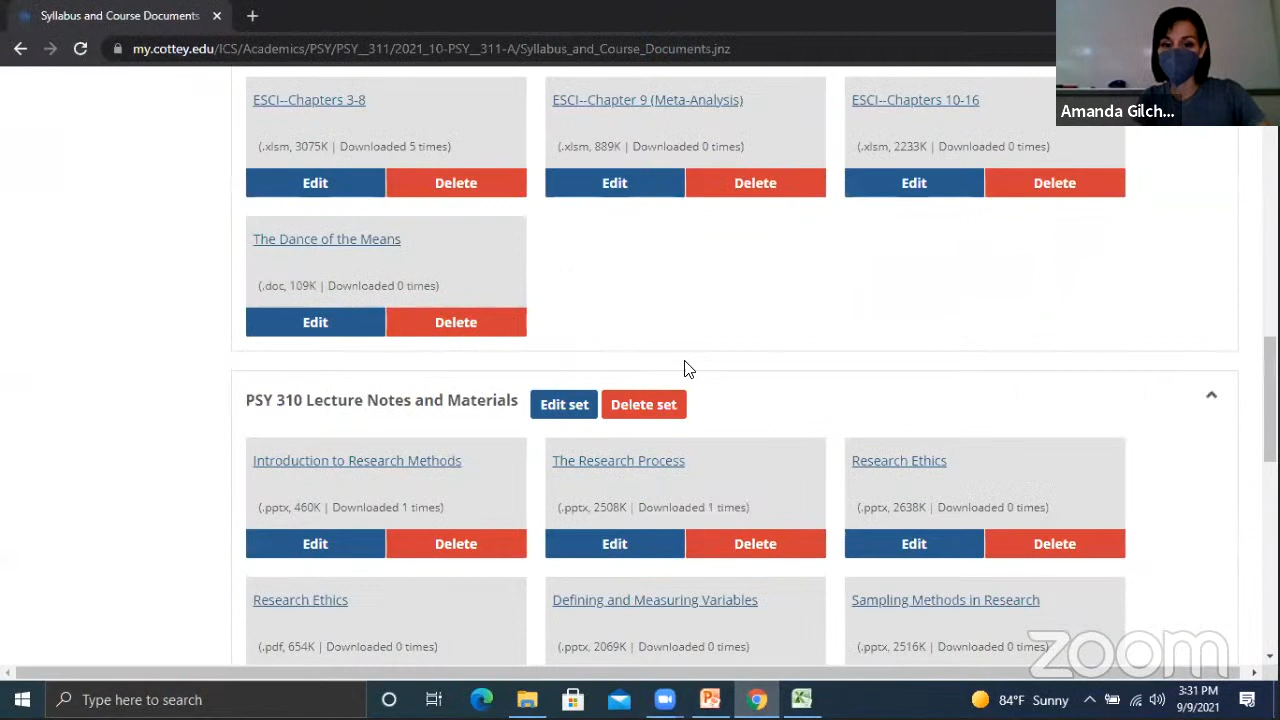 Syllabus and Course Documents
my.cottey.edu/ICS/Academics/PSY/PSY__311/2021_10-PSY__311-A/Syllabus_and_Course_Documents.jnz
Amanda Gilch...
ESCI--Chapters 3-8
ESCI--Chapter 9 (Meta-Analysis)
ESCI--Chapters 10-16
(.xlsm, 3075K | Downloaded 5 times)
(.xlsm, 889K | Downloaded 0 times)
(.xlsm, 2233K | Downloaded 0 times)
Edit
Delete
Edit
Delete
Edit
Delete
The Dance of the Means
(.doc, 109K | Downloaded 0 times)
Edit
Delete
PSY 310 Lecture Notes and Materials
Edit set
Delete set
Introduction to Research Methods
The Research Process
Research Ethics
(.pptx, 460K | Downloaded 1 times)
(.pptx, 2508K | Downloaded 1 times)
(.pptx, 2638K | Downloaded 0 times)
Edit
Delete
Edit
Delete
Edit
Delete
Research Ethics
Defining and Measuring Variables
Sampling Methods in Research
(.pdf, 654K | Downloaded 0 times)
(.pptx, 2069K | Downloaded 0 times)
(.pptx, 2516K | Downloaded 0 times)
zoom
Type here to search
84°F Sunny
3:31 PM
9/9/2021